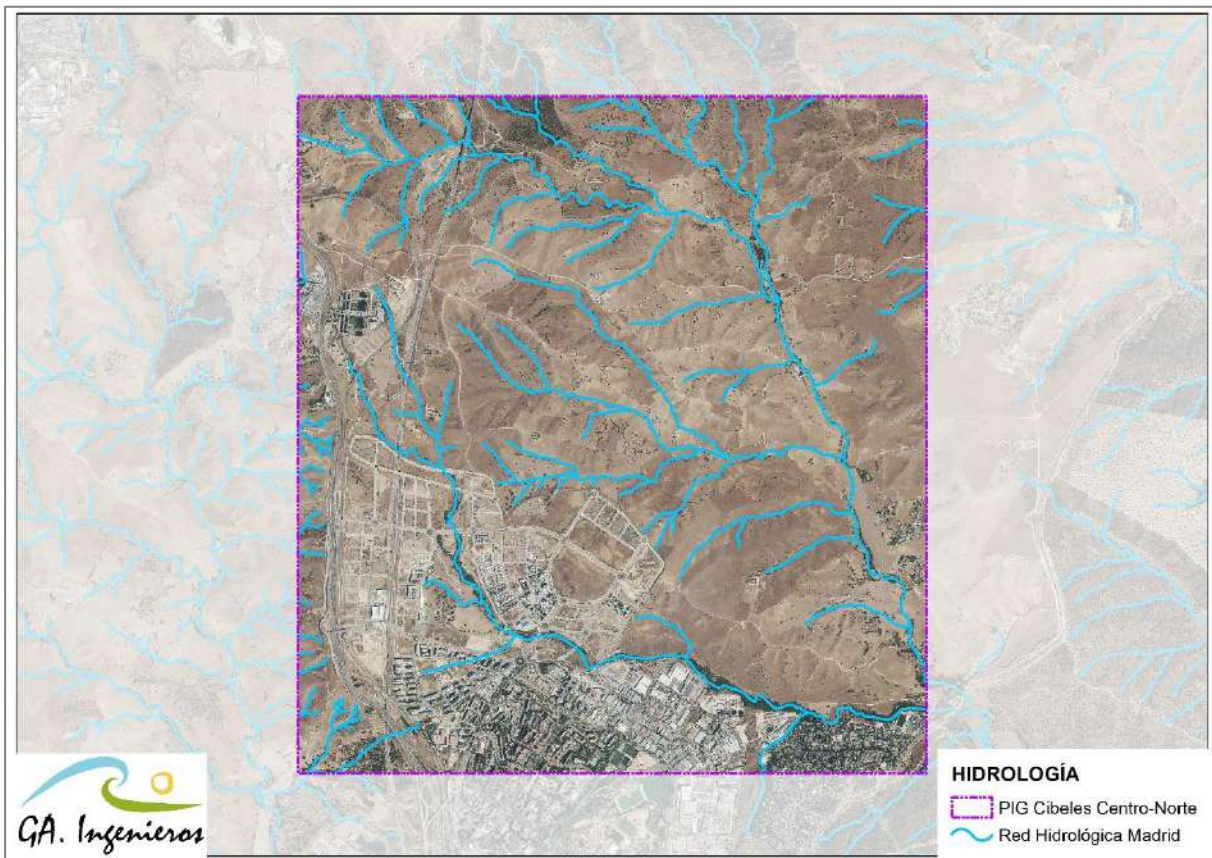 GA. Ingenieros
HIDROLOGÍA
PIG Cibeles Centro-Norte
Red Hidrológica Madrid